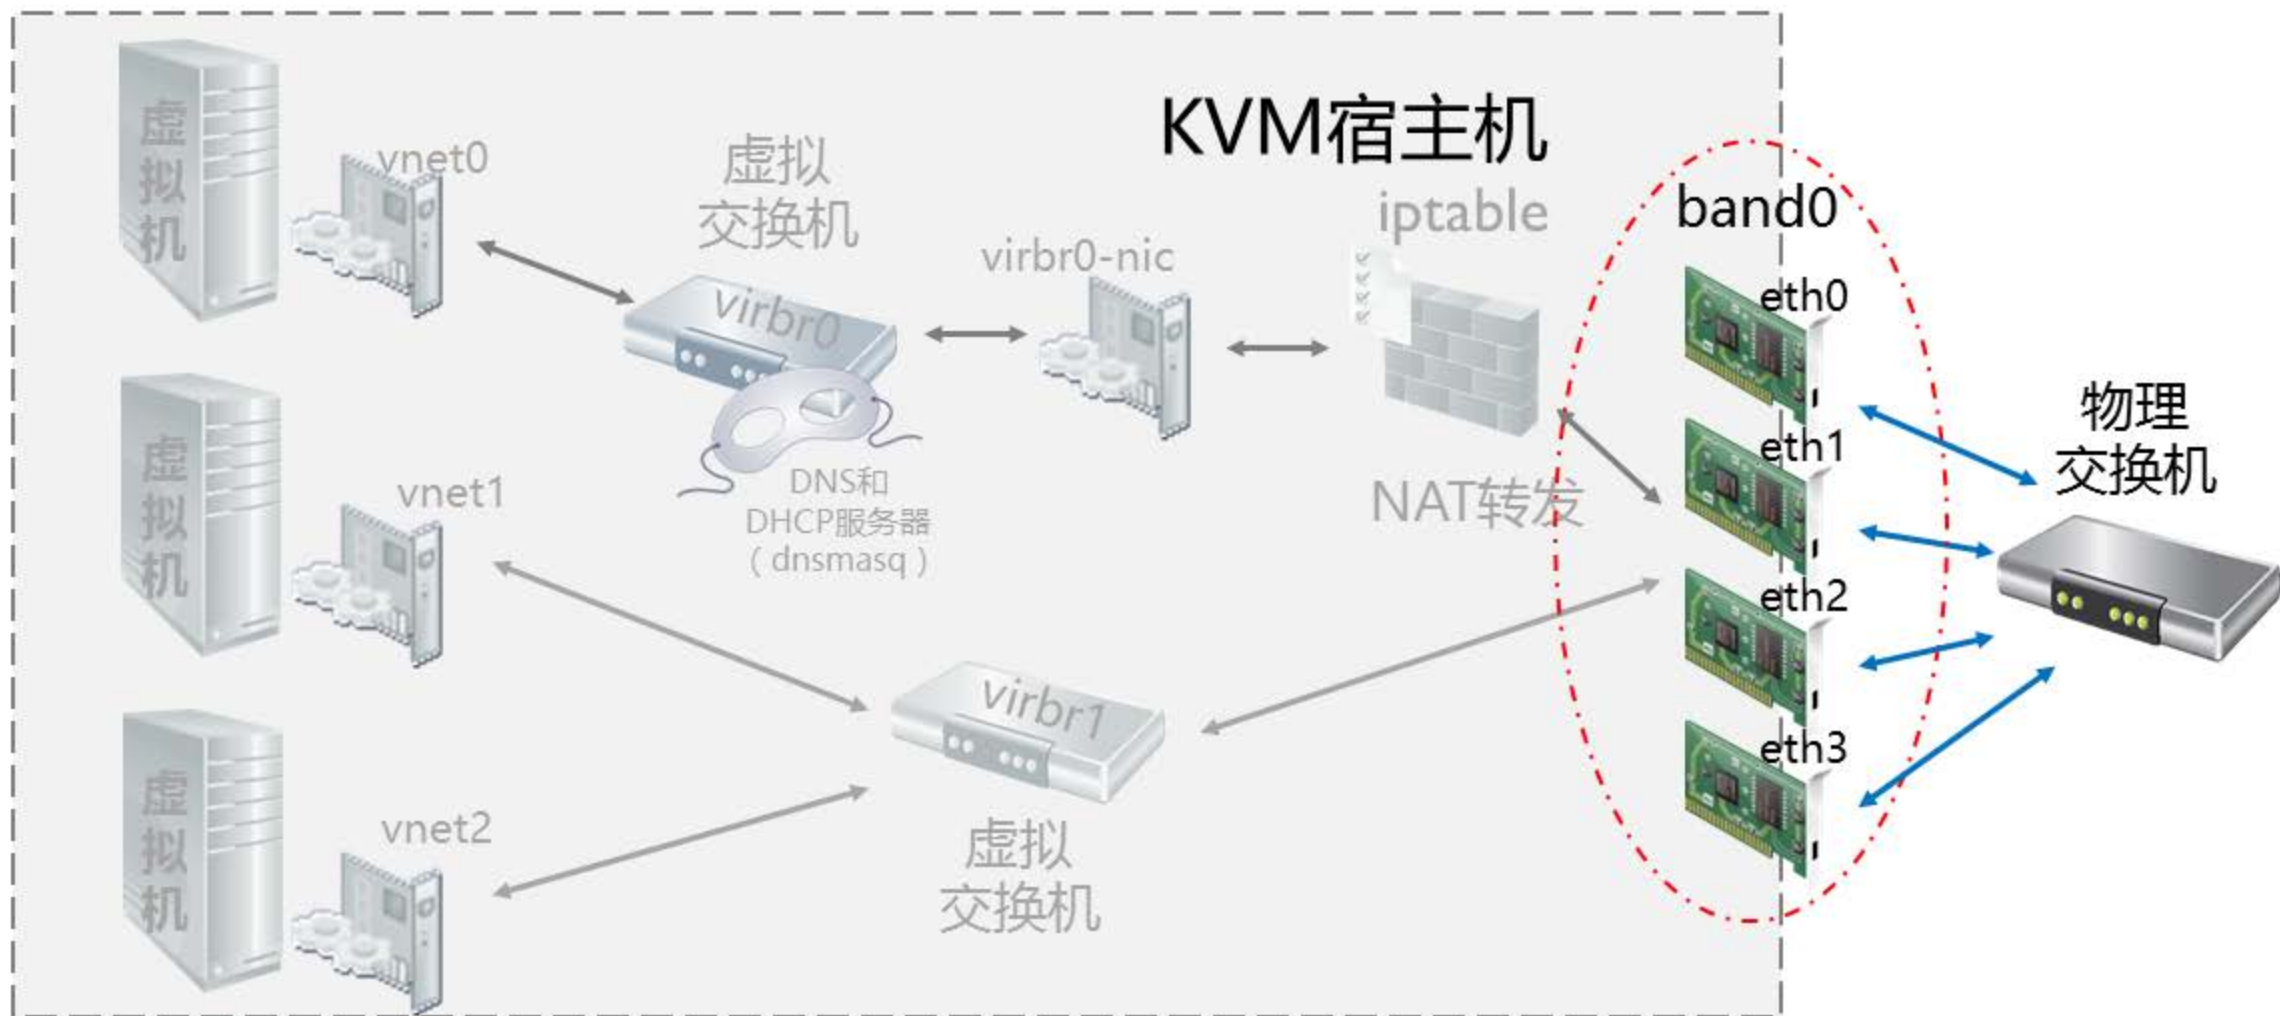 KVM宿主机
虚
拟
机
vnet0
虚拟
交换机
virbr0
DNS和
DHCP服务器
（dnsmasq）
virbr0-nic
iptable
NAT转发
band0
eth0
eth1
eth2
eth3
物理
交换机
虚
拟
机
vnet1
虚
拟
机
vnet2
virbr1
虚拟
交换机